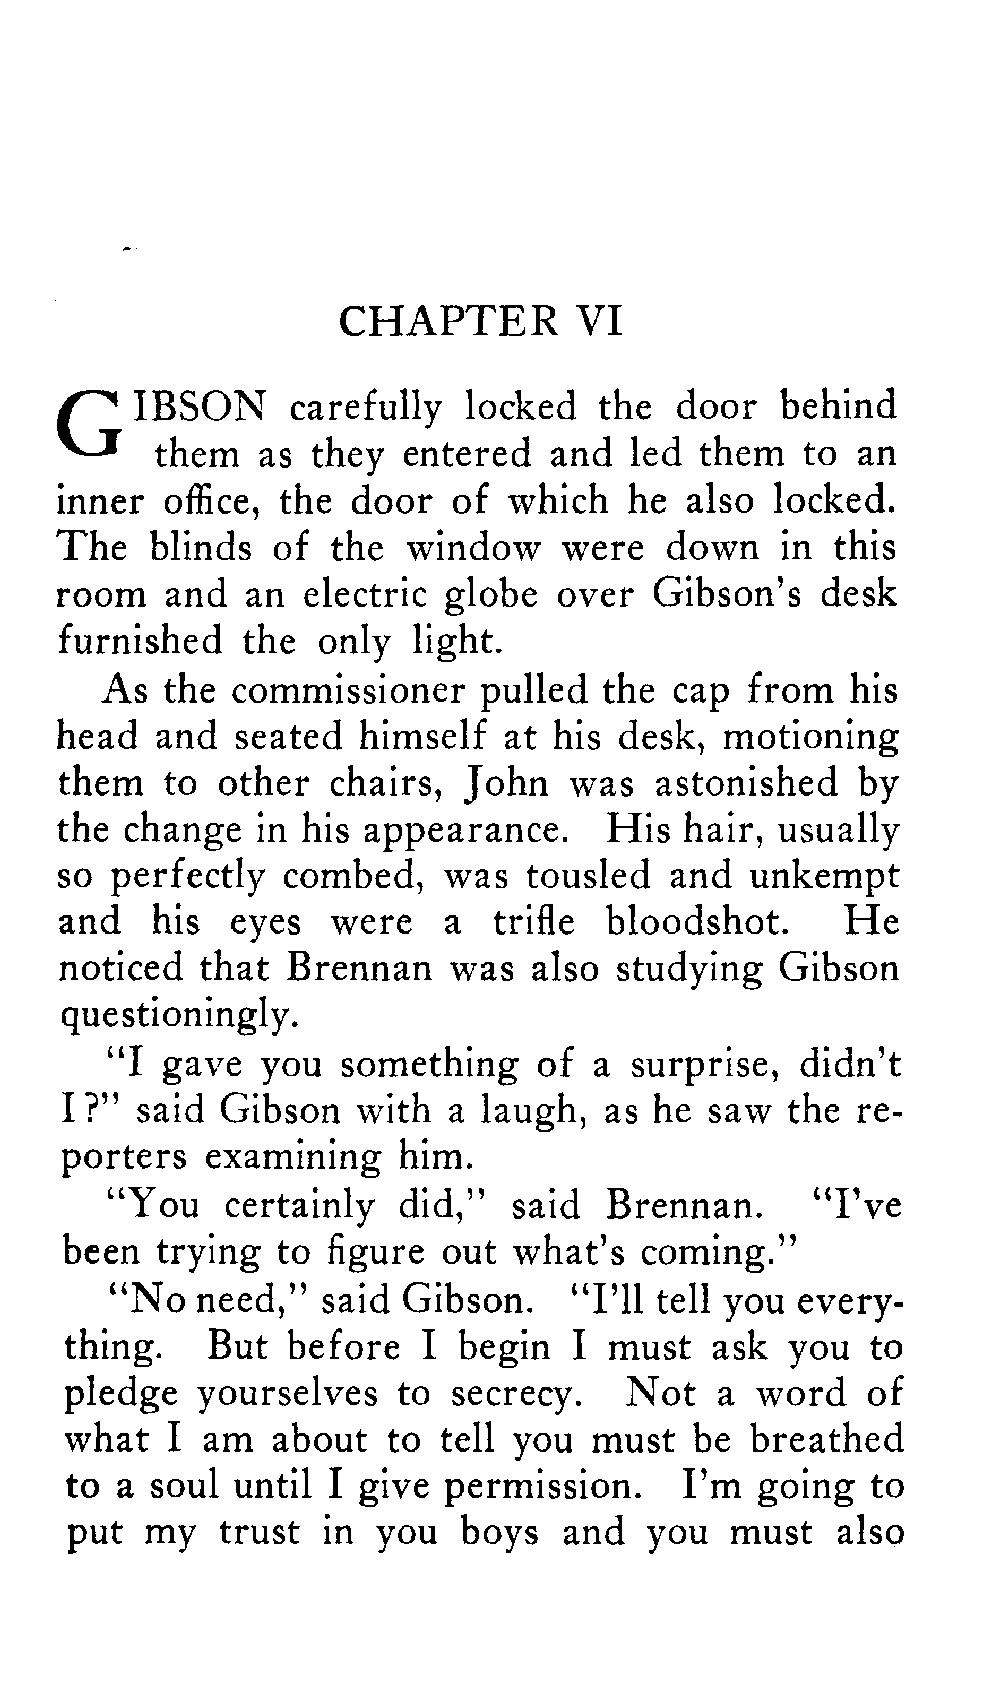 CHAPTER VI
GIBSON carefully locked the door behind
them as they entered and led them to an
inner office, the door of which he also locked.
The blinds of the window were down in this
room and an electric globe over Gibson's desk
furnished the only light.
As the commissioner pulled the cap from his
head and seated himself at his desk, motioning
them to other chairs, John was astonished by
the change in his appearance. His hair, usually
so perfectly combed, was tousled and unkempt
and his eyes were a trifle bloodshot. He
noticed that Brennan was also studying Gibson
questioningly.
"I gave you something of a surprise, didn't
I?" said Gibson with a laugh, as he saw the re-
porters examining him.
"You certainly did," said Brennan. "I've
been trying to figure out what's coming."
"No need," said Gibson. "I'll tell you every-
thing. But before I begin I must ask you to
pledge yourselves to secrecy. Not a word of
what I am about to tell you must be breathed
to a soul until I give permission. I'm going to
put my trust in you boys and you must also